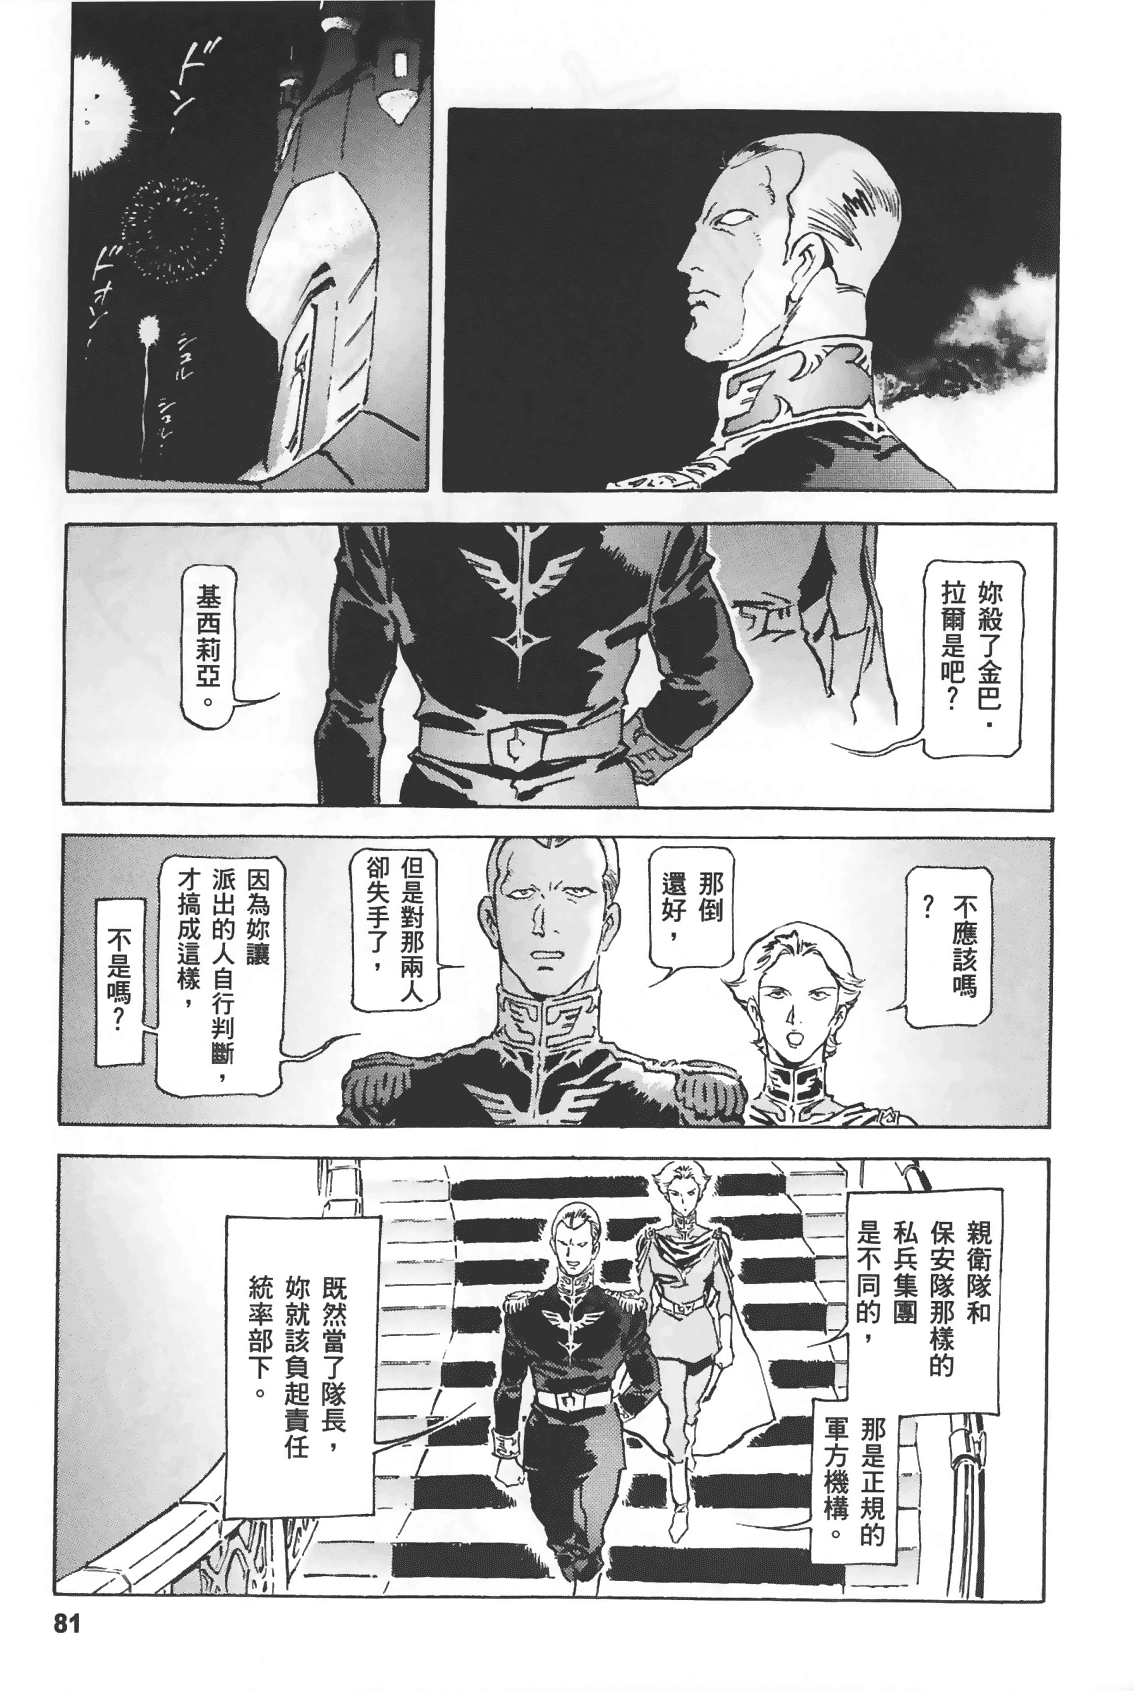 ドン
ドオン
シュル
シュル
妳殺了金巴・
拉爾是吧？
基西莉亞。
不應該嗎
？
那倒
還好，
但是對那兩人
卻失手了，
因為妳讓
派出的人自行判斷，
才搞成這樣，
不是嗎？
親衛隊和
保安隊那樣的
私兵集團
是不同的，
那是正規的
軍方機構。
既然當了隊長，
妳就該負起責任
統率部下。
81